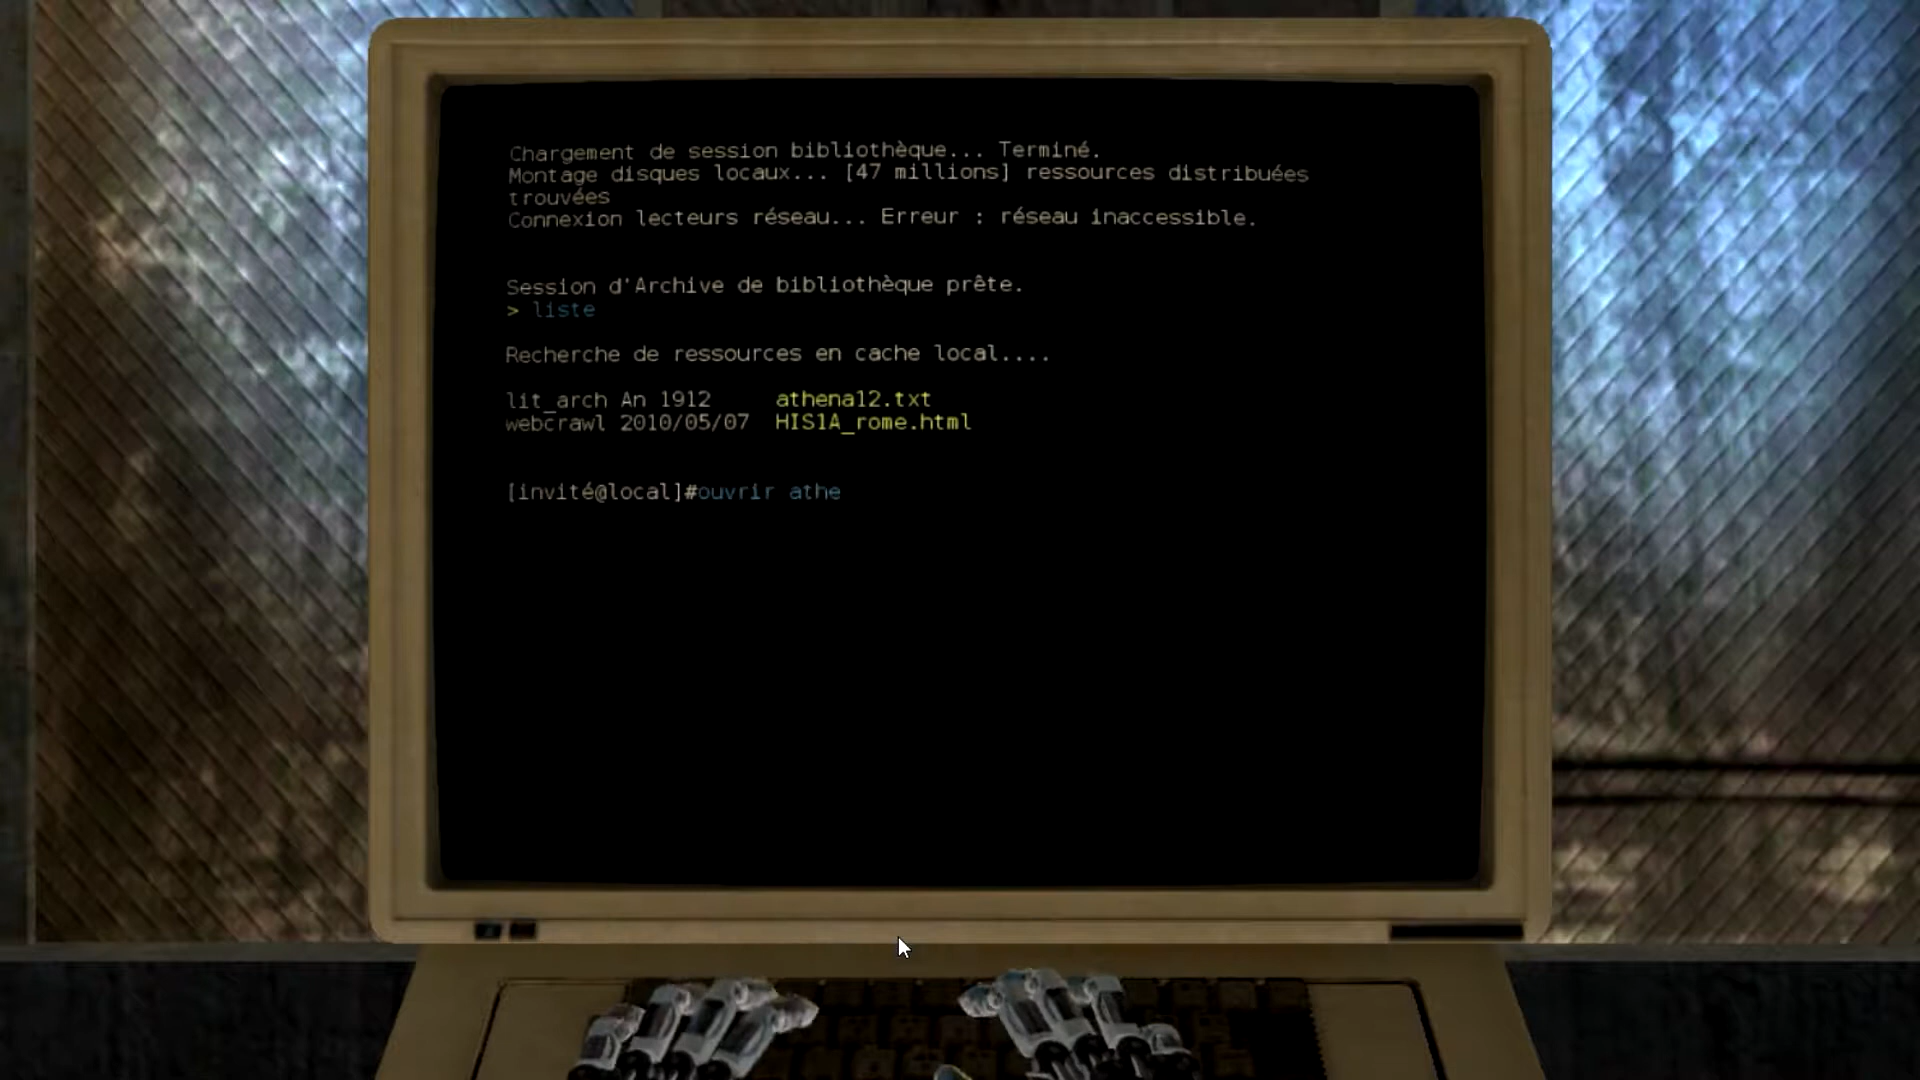 Chargement de session bibliothèque... Terminé.
Montage disques locaux... [47 millions] ressources distribuées
trouvées
Connexion lecteurs réseau... Erreur : réseau inaccessible.
Session d'Archive de bibliothèque prête.
> liste
Recherche de ressources en cache local....
lit_arch An 1912 athena12.txt
webcrawl 2010/05/07 HIS1A_rome.html
[invité@local]#ouvrir athe